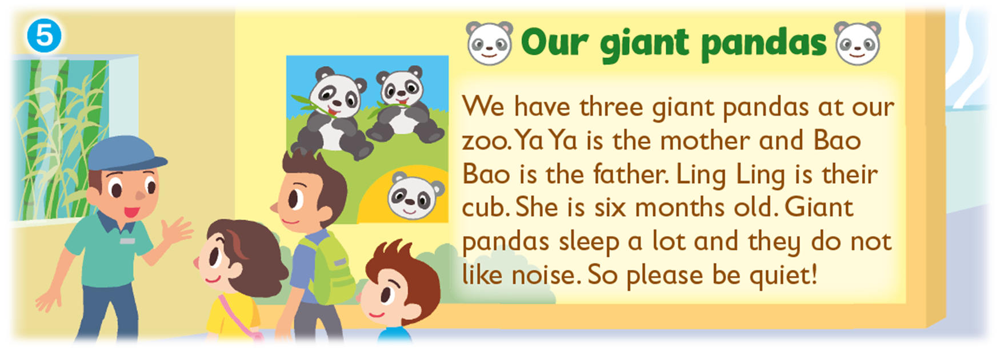 5
Our giant pandas
We have three giant pandas at our
zoo. Ya Ya is the mother and Bao
Bao is the father. Ling Ling is their
cub. She is six months old. Giant
pandas sleep a lot and they do not
like noise. So please be quiet!